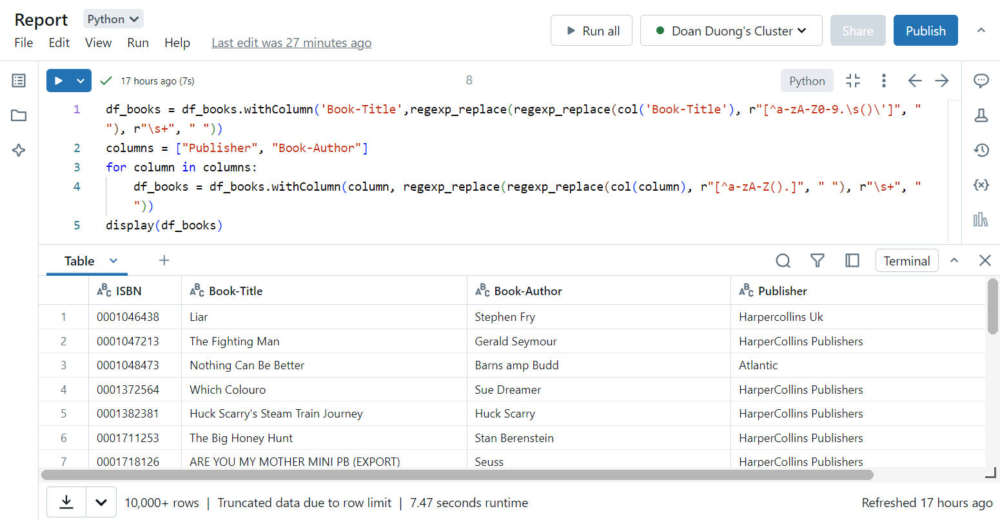 Report Python
File Edit View Run Help Last edit was 27 minutes ago
Run all Doan Duong's Cluster Share Publish
17 hours ago (7s) 8 Python
1 df_books = df_books.withColumn('Book-Title',regexp_replace(regexp_replace(col('Book-Title'), r"[^a-zA-Z0-9.\s()\']", "
"), r"\s+", " "))
2 columns = ["Publisher", "Book-Author"]
3 for column in columns:
4 df_books = df_books.withColumn(column, regexp_replace(regexp_replace(col(column), r"[^a-zA-Z().]", " "), r"\s+", "
"))
5 display(df_books)
Table + Terminal
ABC ISBN ABC Book-Title ABC Book-Author ABC Publisher
1 0001046438 Liar Stephen Fry Harpercollins Uk
2 0001047213 The Fighting Man Gerald Seymour HarperCollins Publishers
3 0001048473 Nothing Can Be Better Barns amp Budd Atlantic
4 0001372564 Which Colouro Sue Dreamer HarperCollins Publishers
5 0001382381 Huck Scarry's Steam Train Journey Huck Scarry HarperCollins Publishers
6 0001711253 The Big Honey Hunt Stan Berenstein HarperCollins Publishers
7 0001718126 ARE YOU MY MOTHER MINI PB (EXPORT) Seuss HarperCollins Publishers
10,000+ rows | Truncated data due to row limit | 7.47 seconds runtime Refreshed 17 hours ago